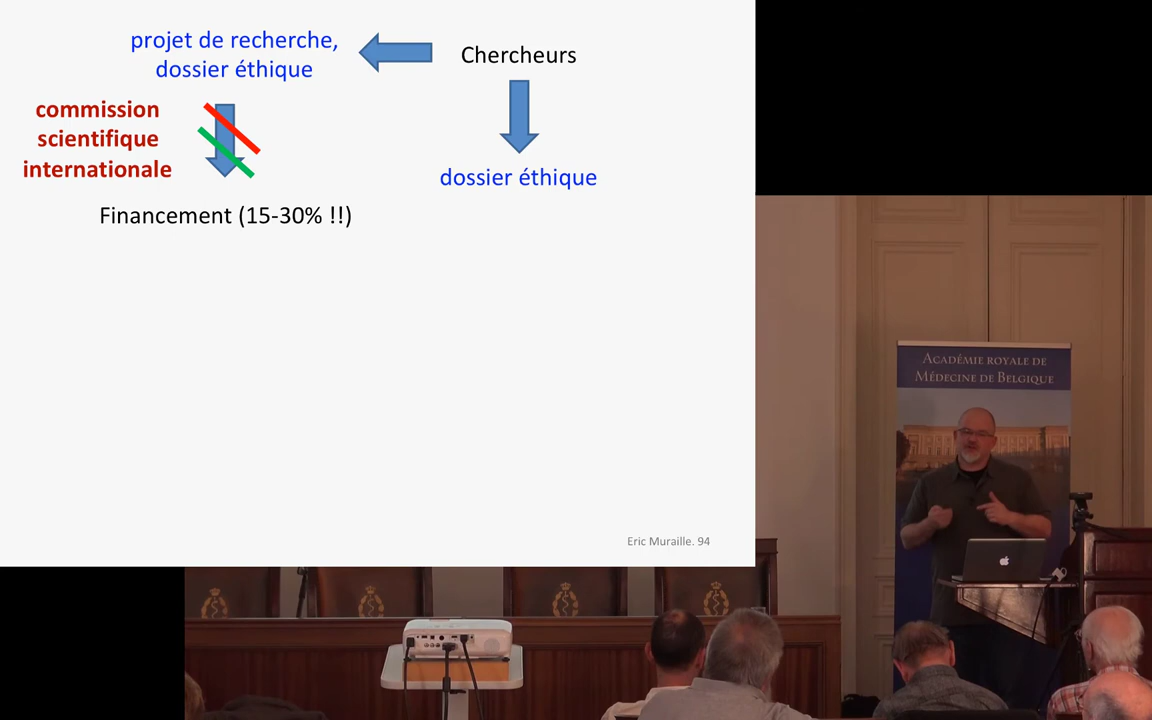 projet de recherche,
dossier éthique
Chercheurs
commission
scientifique
internationale
dossier éthique
Financement (15-30% !!)
Eric Muraille. 94
ACADÉMIE ROYALE DE
MÉDECINE DE BELGIQUE